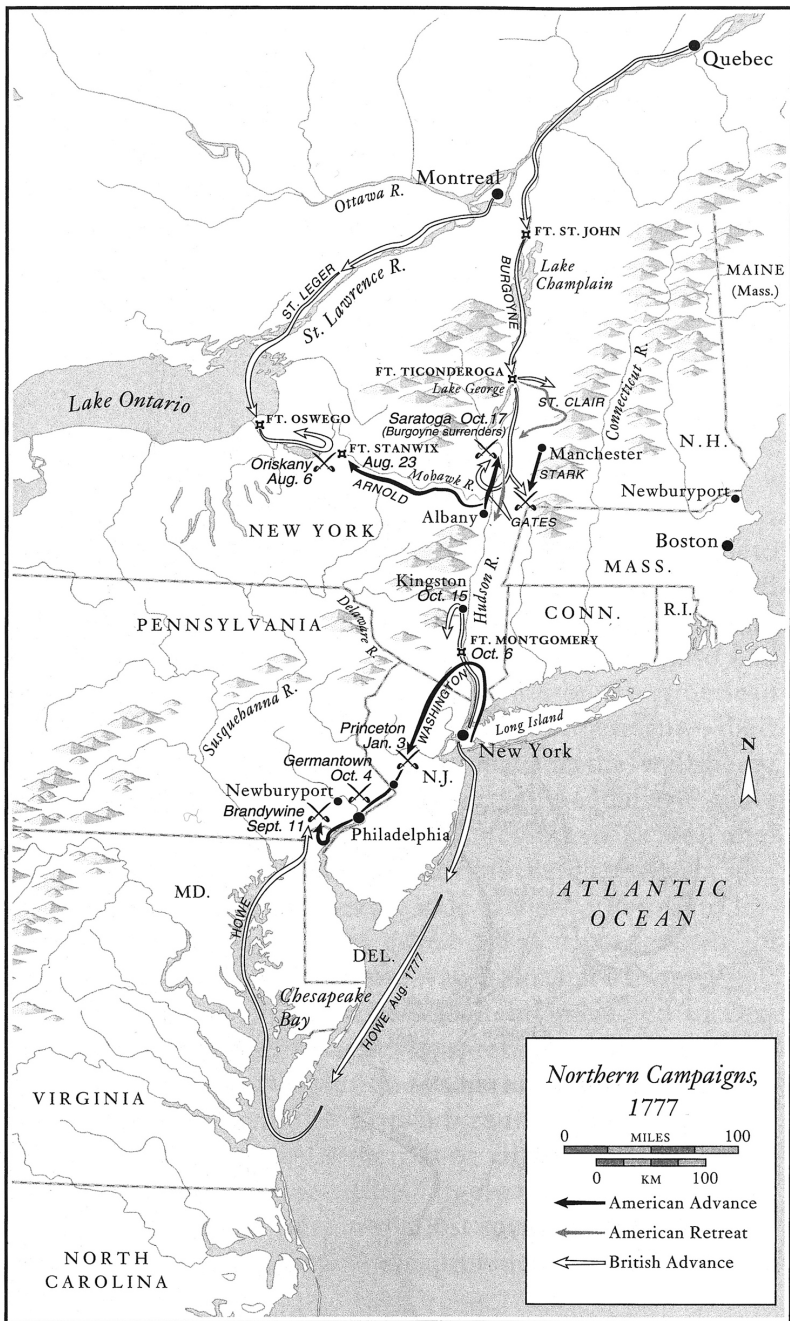 Quebec
Montreal
Ottawa R.
FT. ST. JOHN
ST. LEGER
St. Lawrence R.
BURGOYNE
Lake
Champlain
MAINE
(Mass.)
FT. TICONDEROGA
Lake George
ST. CLAIR
Connecticut R.
Lake Ontario
FT. OSWEGO
Saratoga Oct.17
(Burgoyne surrenders)
N.H.
FT. STANWIX
Aug. 23
Manchester
Oriskany
Aug. 6
Mohawk R.
STARK
ARNOLD
Newburyport
NEW YORK
Albany
GATES
Boston
MASS.
Kingston
Oct. 15
Hudson R.
CONN.
R.I.
PENNSYLVANIA
Delaware R.
FT. MONTGOMERY
Oct. 6
WASHINGTON
Susquehanna R.
Long Island
Princeton
Jan. 3
New York
N
Germantown
Oct. 4
N.J.
Newburyport
Brandywine
Sept. 11
Philadelphia
MD.
ATLANTIC
OCEAN
HOWE
DEL.
HOWE Aug. 1777
Chesapeake
Bay
VIRGINIA
NORTH
CAROLINA
Northern Campaigns,
1777
0 MILES 100
0 KM 100
American Advance
American Retreat
British Advance